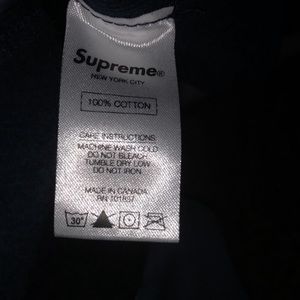 Supreme®
NEW YORK CITY
100% COTTON
CARE INSTRUCTIONS:
MACHINE WASH COLD
DO NOT BLEACH.
TUMBLE DRY LOW.
DO NOT IRON.
MADE IN CANADA
RN 101837
30°